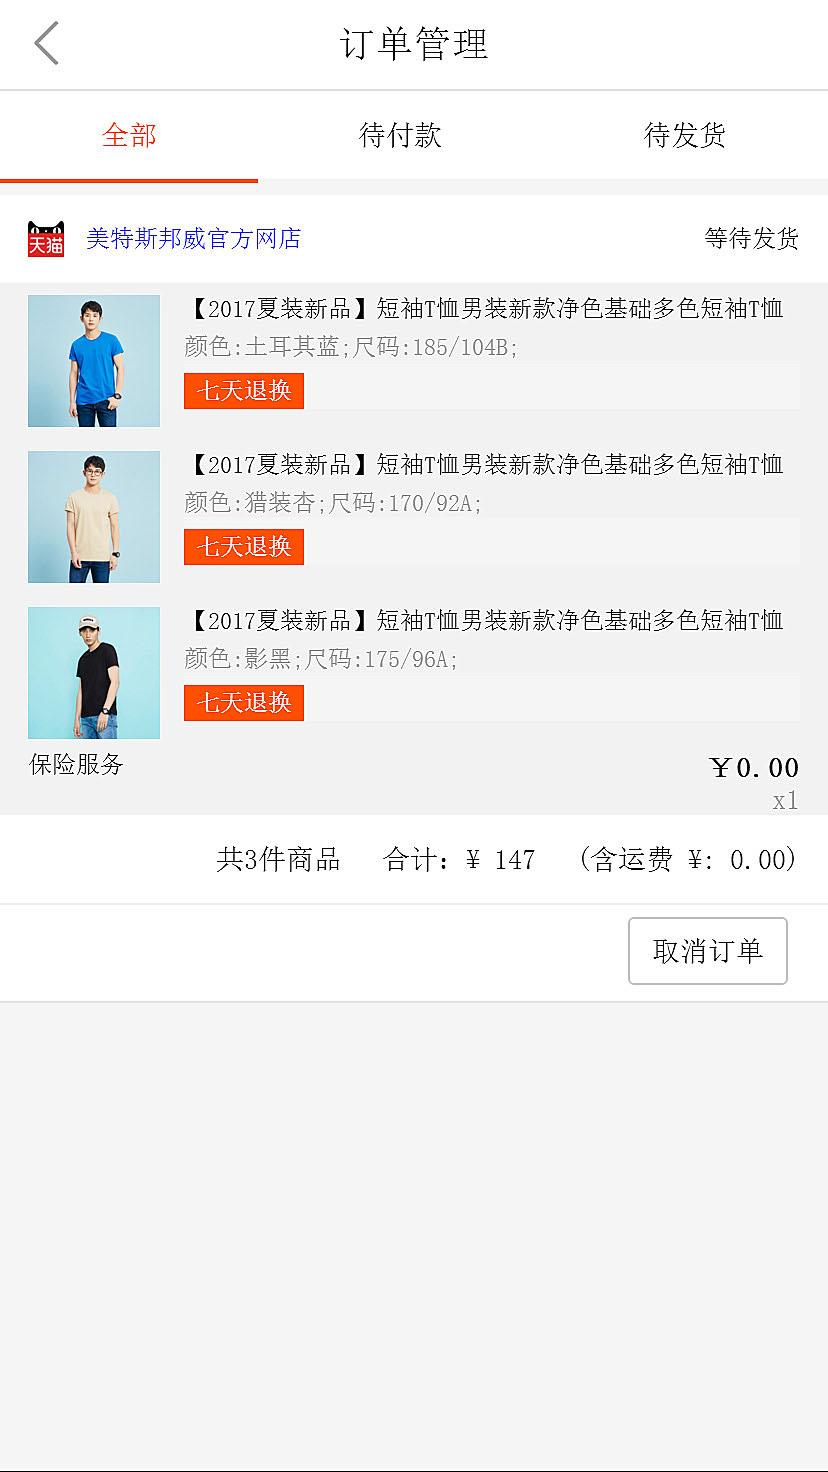 订单管理
全部 待付款 待发货
天猫 美特斯邦威官方网店 等待发货
【2017夏装新品】短袖T恤男装新款净色基础多色短袖T恤
颜色:土耳其蓝;尺码:185/104B;
七天退换
【2017夏装新品】短袖T恤男装新款净色基础多色短袖T恤
颜色:猎装杏;尺码:170/92A;
七天退换
【2017夏装新品】短袖T恤男装新款净色基础多色短袖T恤
颜色:影黑;尺码:175/96A;
七天退换
保险服务 ￥0.00
x1
共3件商品 合计: ¥ 147 (含运费 ¥: 0.00)
取消订单